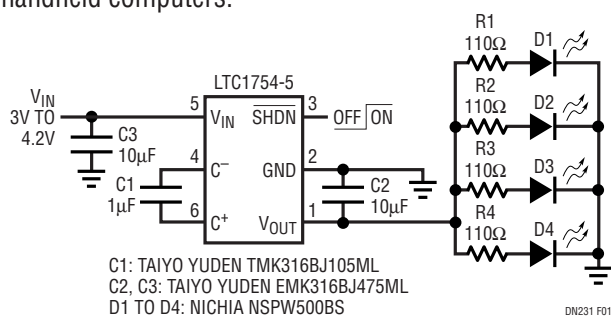 handheld computers.
R1
110Ω
D1
R2
110Ω
D2
R3
110Ω
D3
R4
110Ω
D4
LTC1754-5
VIN
3V TO
4.2V
C3
10µF
5
VIN
SHDN
3
OFF ON
4
C–
GND
2
C1
1µF
C2
10µF
6
C+
VOUT
1
C1: TAIYO YUDEN TMK316BJ105ML
C2, C3: TAIYO YUDEN EMK316BJ475ML
D1 TO D4: NICHIA NSPW500BS
DN231 F01